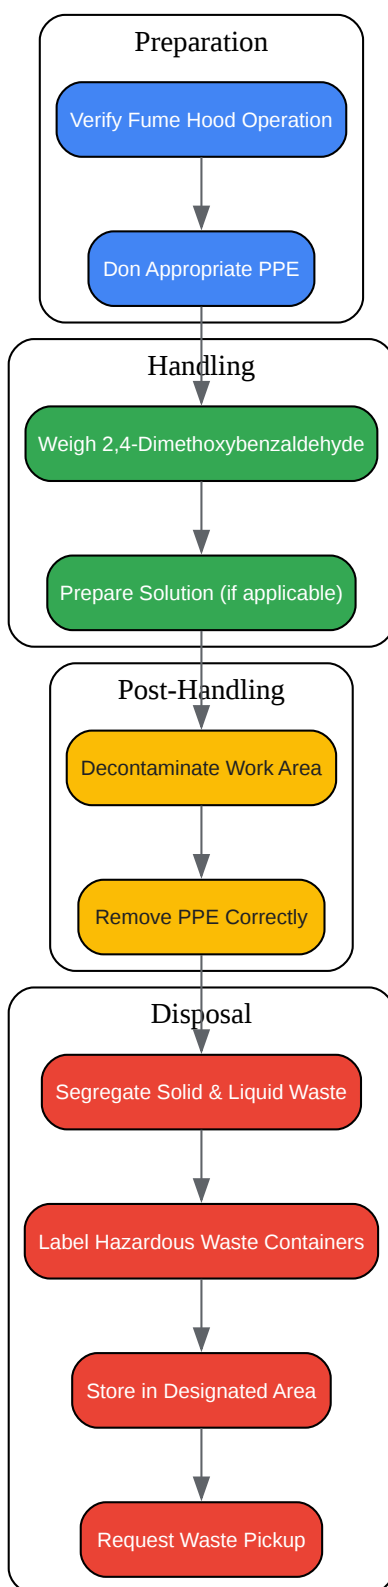 Preparation
Verify Fume Hood Operation
Don Appropriate PPE
Handling
Weigh 2,4-Dimethoxybenzaldehyde
Prepare Solution (if applicable)
Post-Handling
Decontaminate Work Area
Remove PPE Correctly
Disposal
Segregate Solid & Liquid Waste
Label Hazardous Waste Containers
Store in Designated Area
Request Waste Pickup